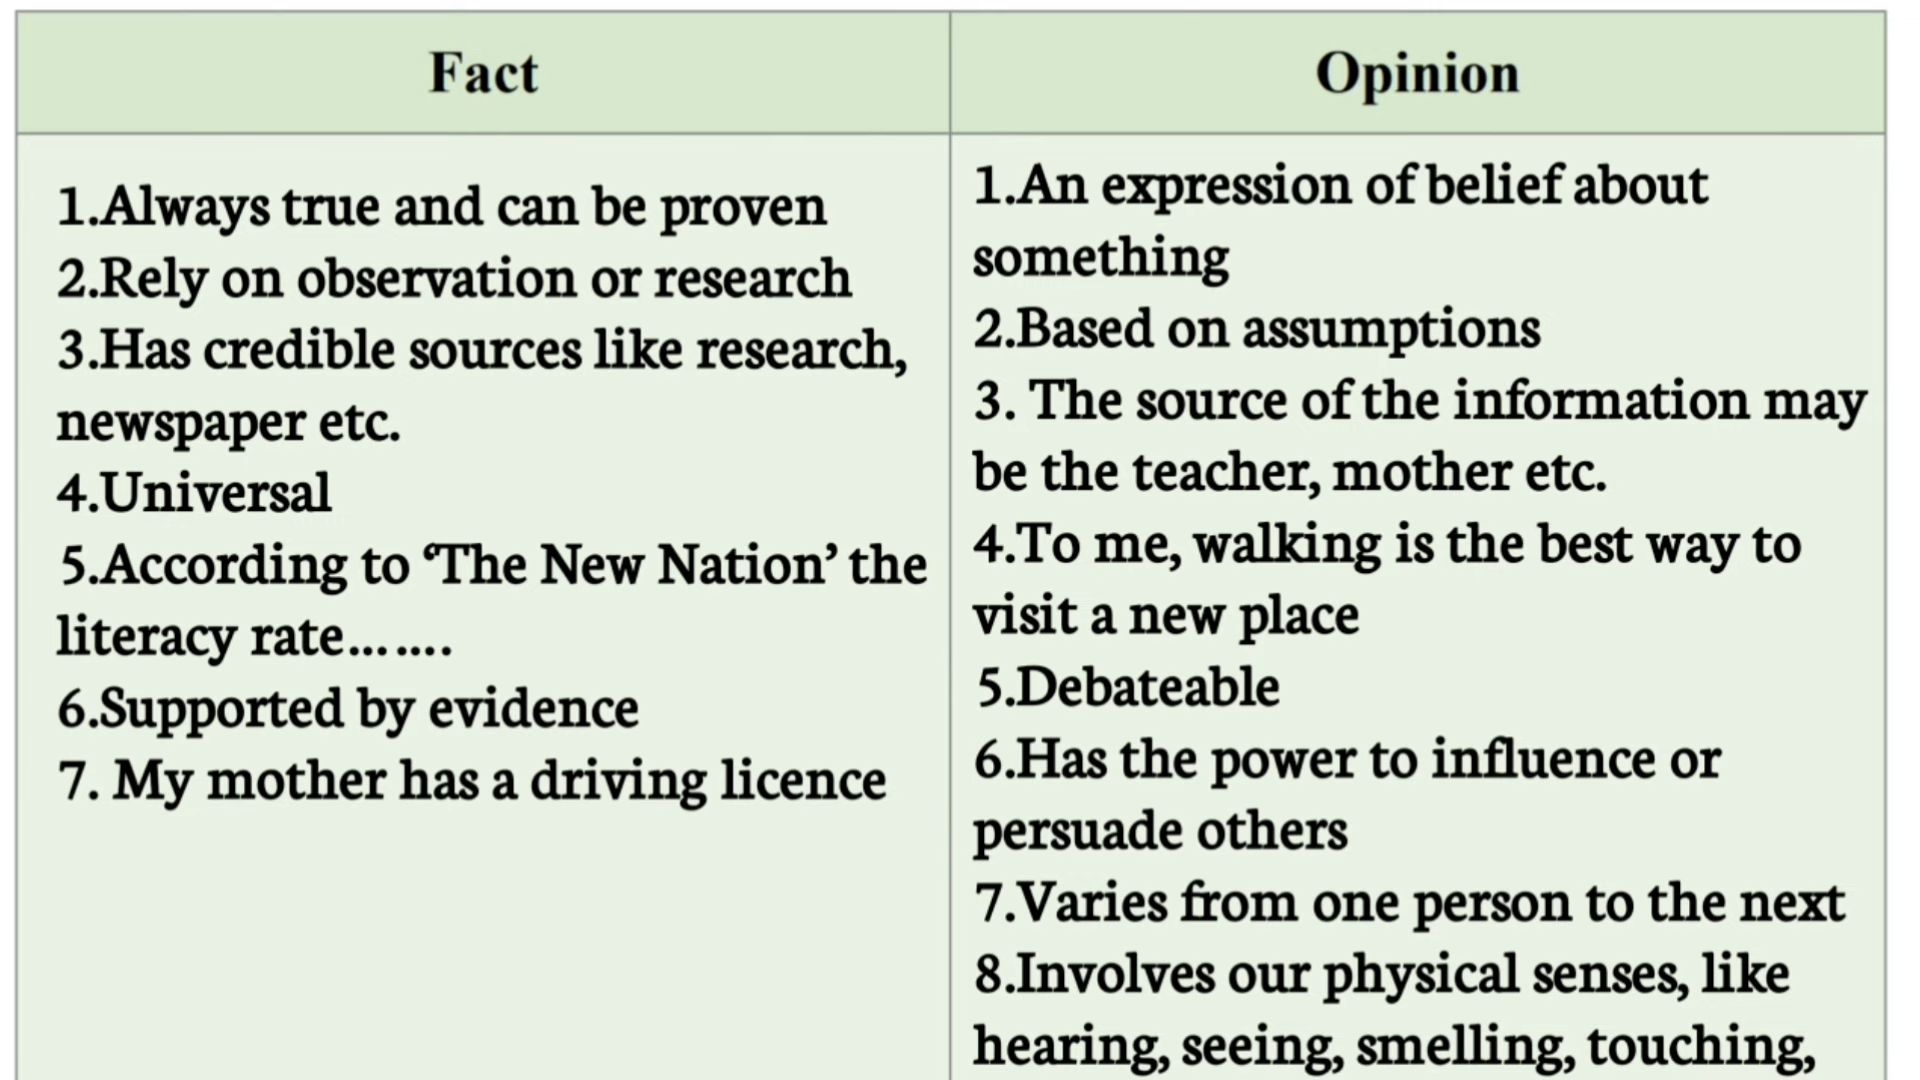 Fact
1.Always true and can be proven
2.Rely on observation or research
3.Has credible sources like research,
newspaper etc.
4.Universal
5.According to ‘The New Nation’ the
literacy rate…….
6.Supported by evidence
7. My mother has a driving licence
Opinion
1.An expression of belief about
something
2.Based on assumptions
3. The source of the information may
be the teacher, mother etc.
4.To me, walking is the best way to
visit a new place
5.Debateable
6.Has the power to influence or
persuade others
7.Varies from one person to the next
8.Involves our physical senses, like
hearing, seeing, smelling, touching,